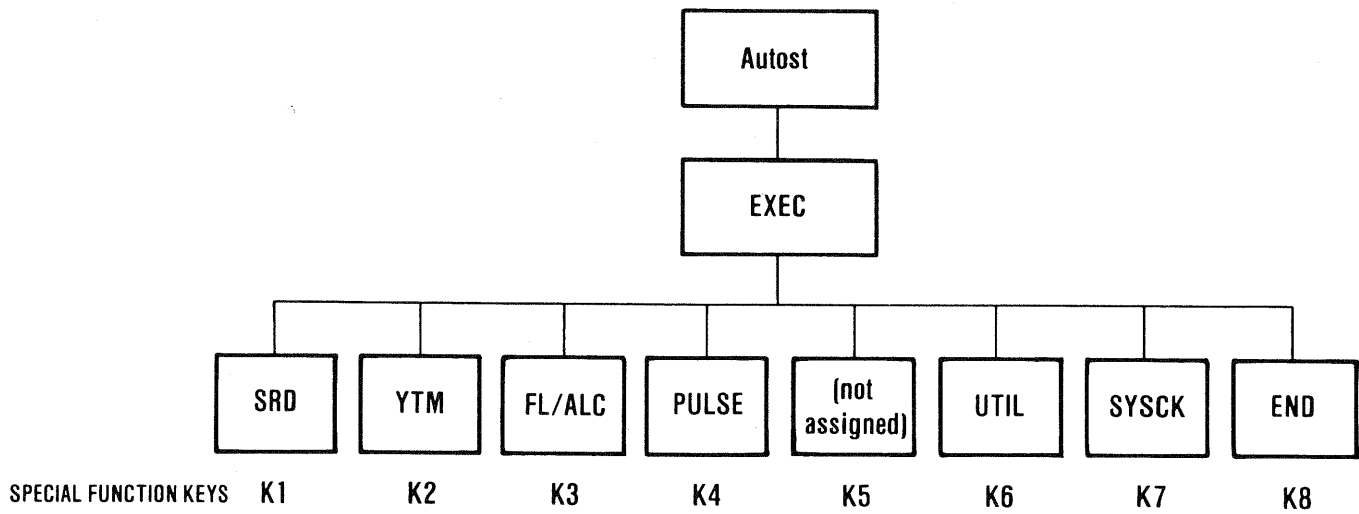 Autost
EXEC
SRD
YTM
FL/ALC
PULSE
(not
assigned)
UTIL
SYSCK
END
SPECIAL FUNCTION KEYS K1 K2 K3 K4 K5 K6 K7 K8